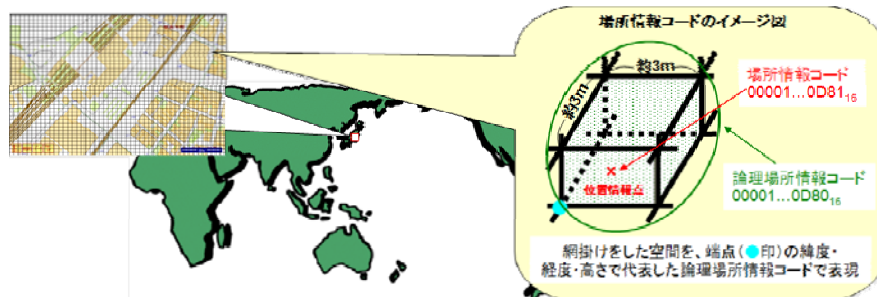 場所情報コードのイメージ図
約3m
約3m
場所情報コード
00001…0D81₁₆
位置情報点
論理場所情報コード
00001…0D80₁₆
網掛けをした空間を、端点(●印)の緯度・
経度・高さで代表した論理場所情報コードで表現